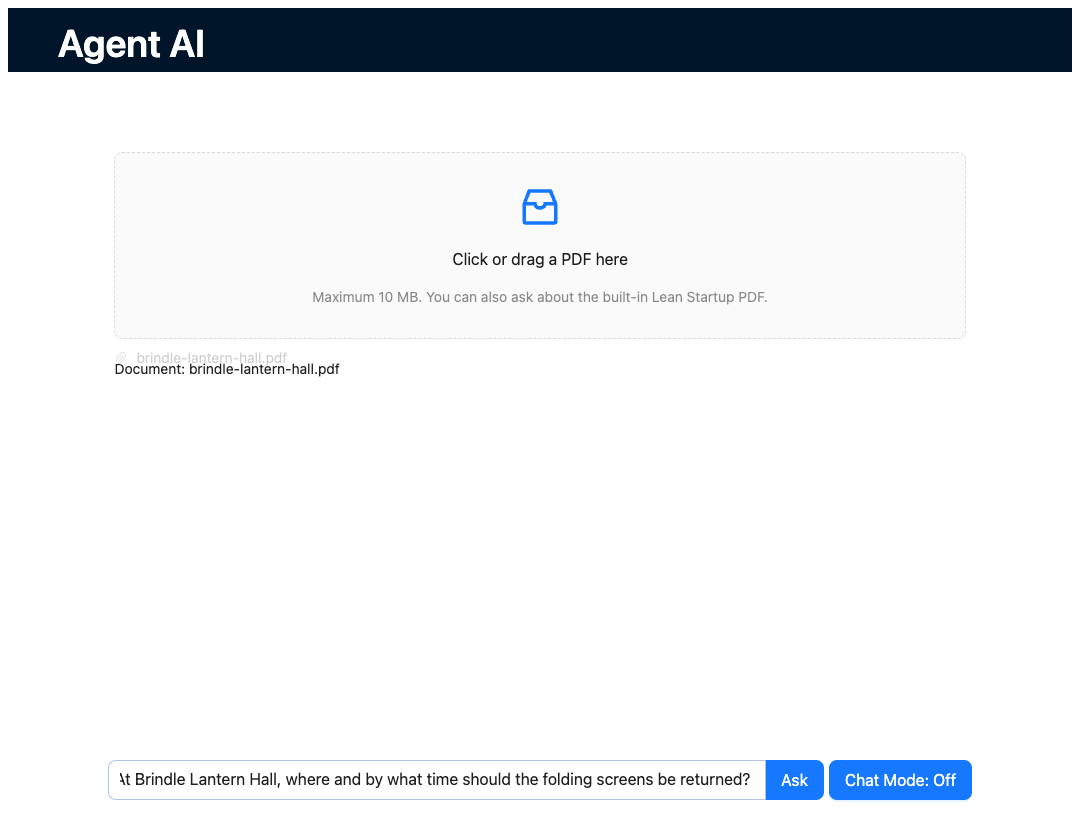 Agent AI
Click or drag a PDF here
Maximum 10 MB. You can also ask about the built-in Lean Startup PDF.
brindle-lantern-hall.pdf
Document: brindle-lantern-hall.pdf
At Brindle Lantern Hall, where and by what time should the folding screens be returned?
Ask
Chat Mode: Off